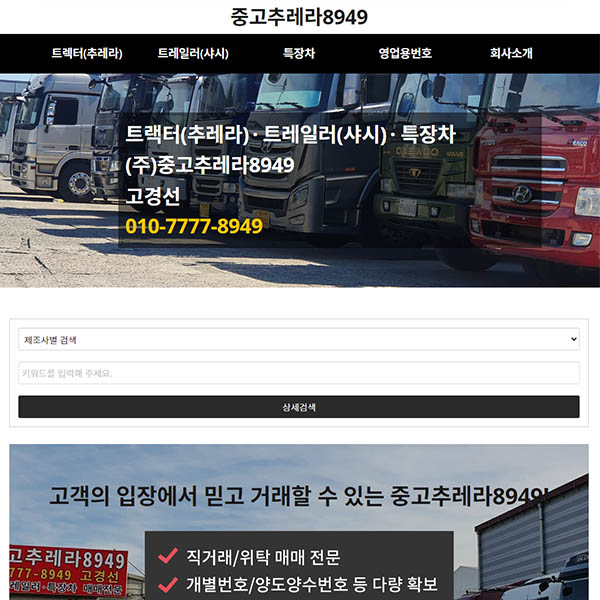 중고추레라8949
트렉터(추레라) 트레일러(샤시) 특장차 영업용번호 회사소개
트랙터(추레라)· 트레일러(샤시)· 특장차
(주)중고추레라8949
고경선
010-7777-8949
DAEWOO NOVUS
제조사별 검색
키워드를 입력해 주세요.
상세검색
고객의 입장에서 믿고 거래할 수 있는 중고추레라8949!
고추레라8949
777-8949 고경선
레일러·특장차 매매전문
직거래/위탁 매매 전문
개별번호/양도양수번호 등 다량 확보